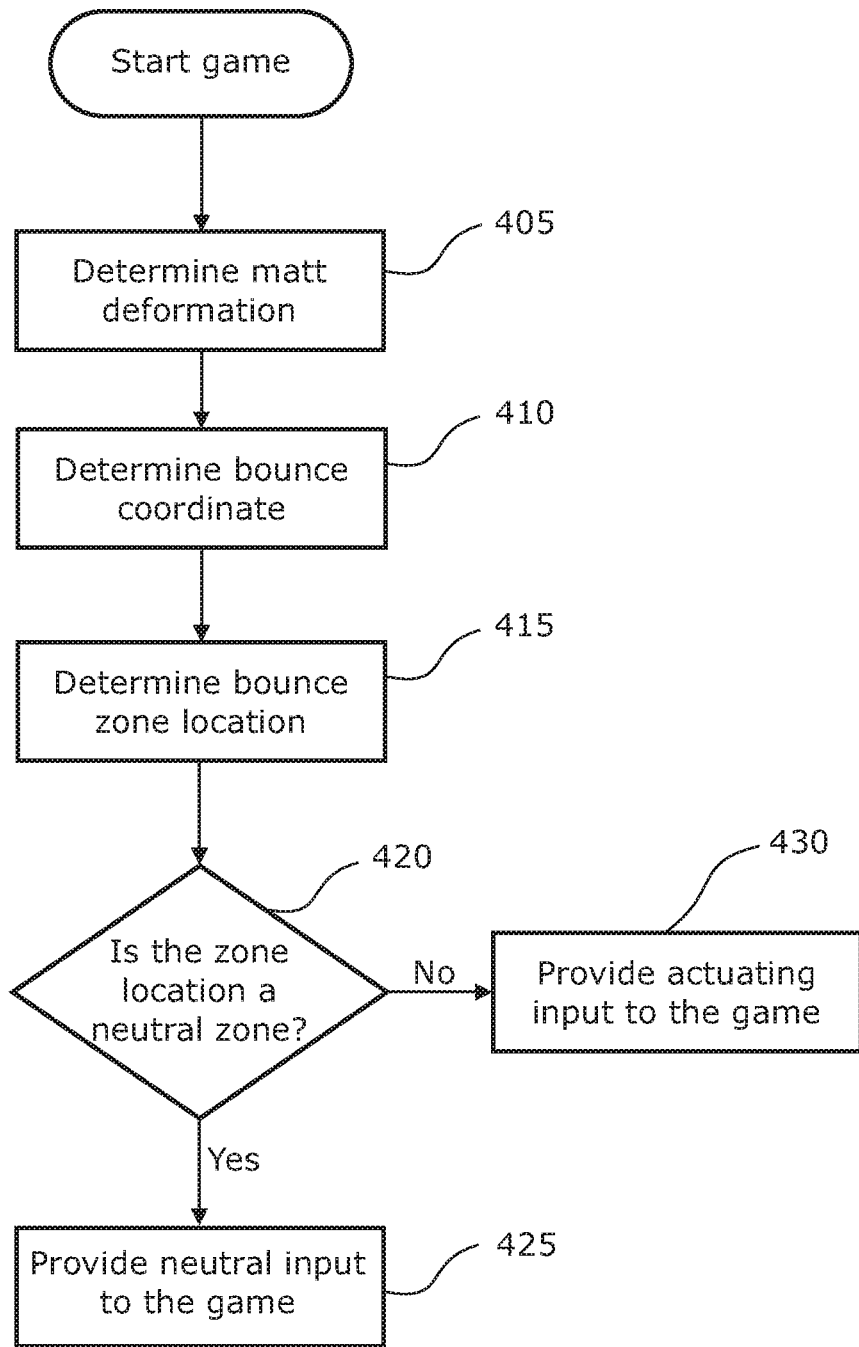 Start game
405
Determine matt
deformation
410
Determine bounce
coordinate
415
Determine bounce
zone location
420
Is the zone
location a
neutral zone?
No
430
Provide actuating
input to the game
Yes
425
Provide neutral input
to the game